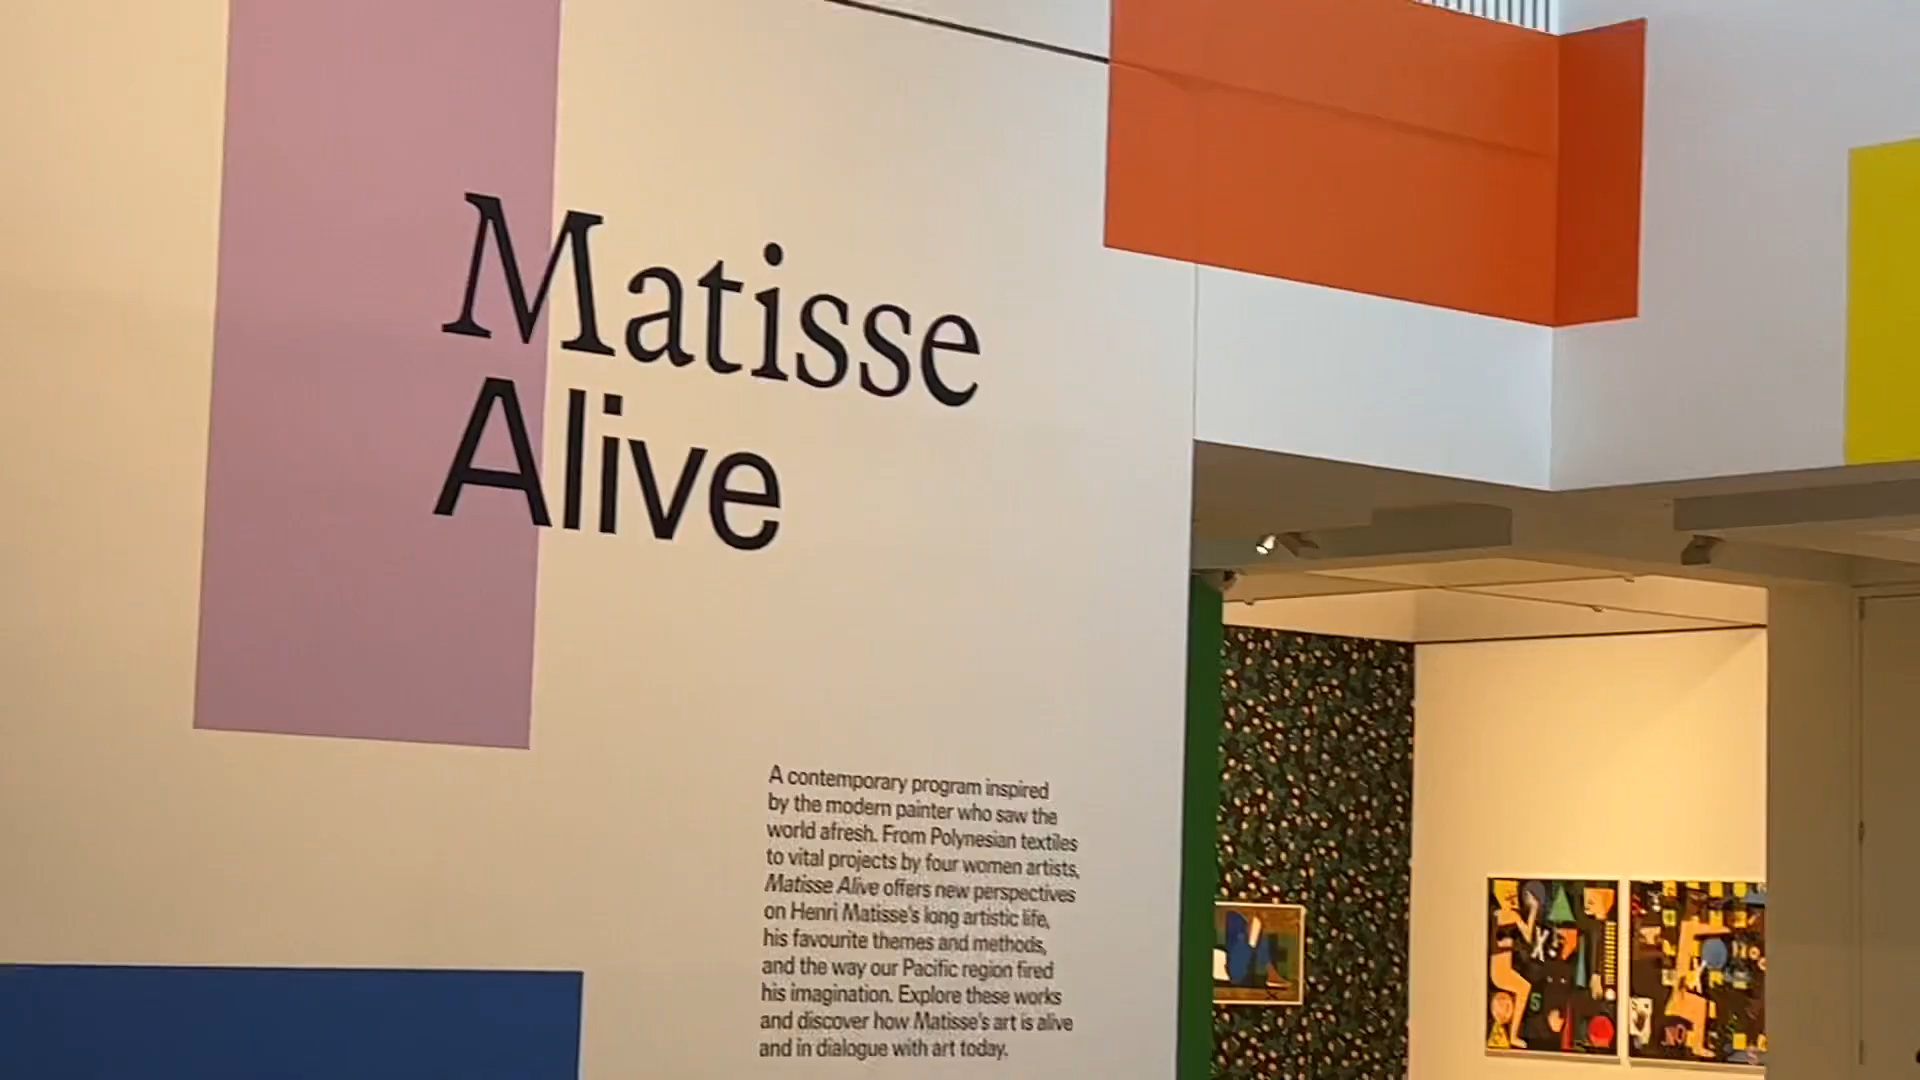 Matisse
Alive
A contemporary program inspired
by the modern painter who saw the
world afresh. From Polynesian textiles
to vital projects by four women artists,
Matisse Alive offers new perspectives
on Henri Matisse's long artistic life,
his favourite themes and methods,
and the way our Pacific region fired
his imagination. Explore these works
and discover how Matisse's art is alive
and in dialogue with art today.